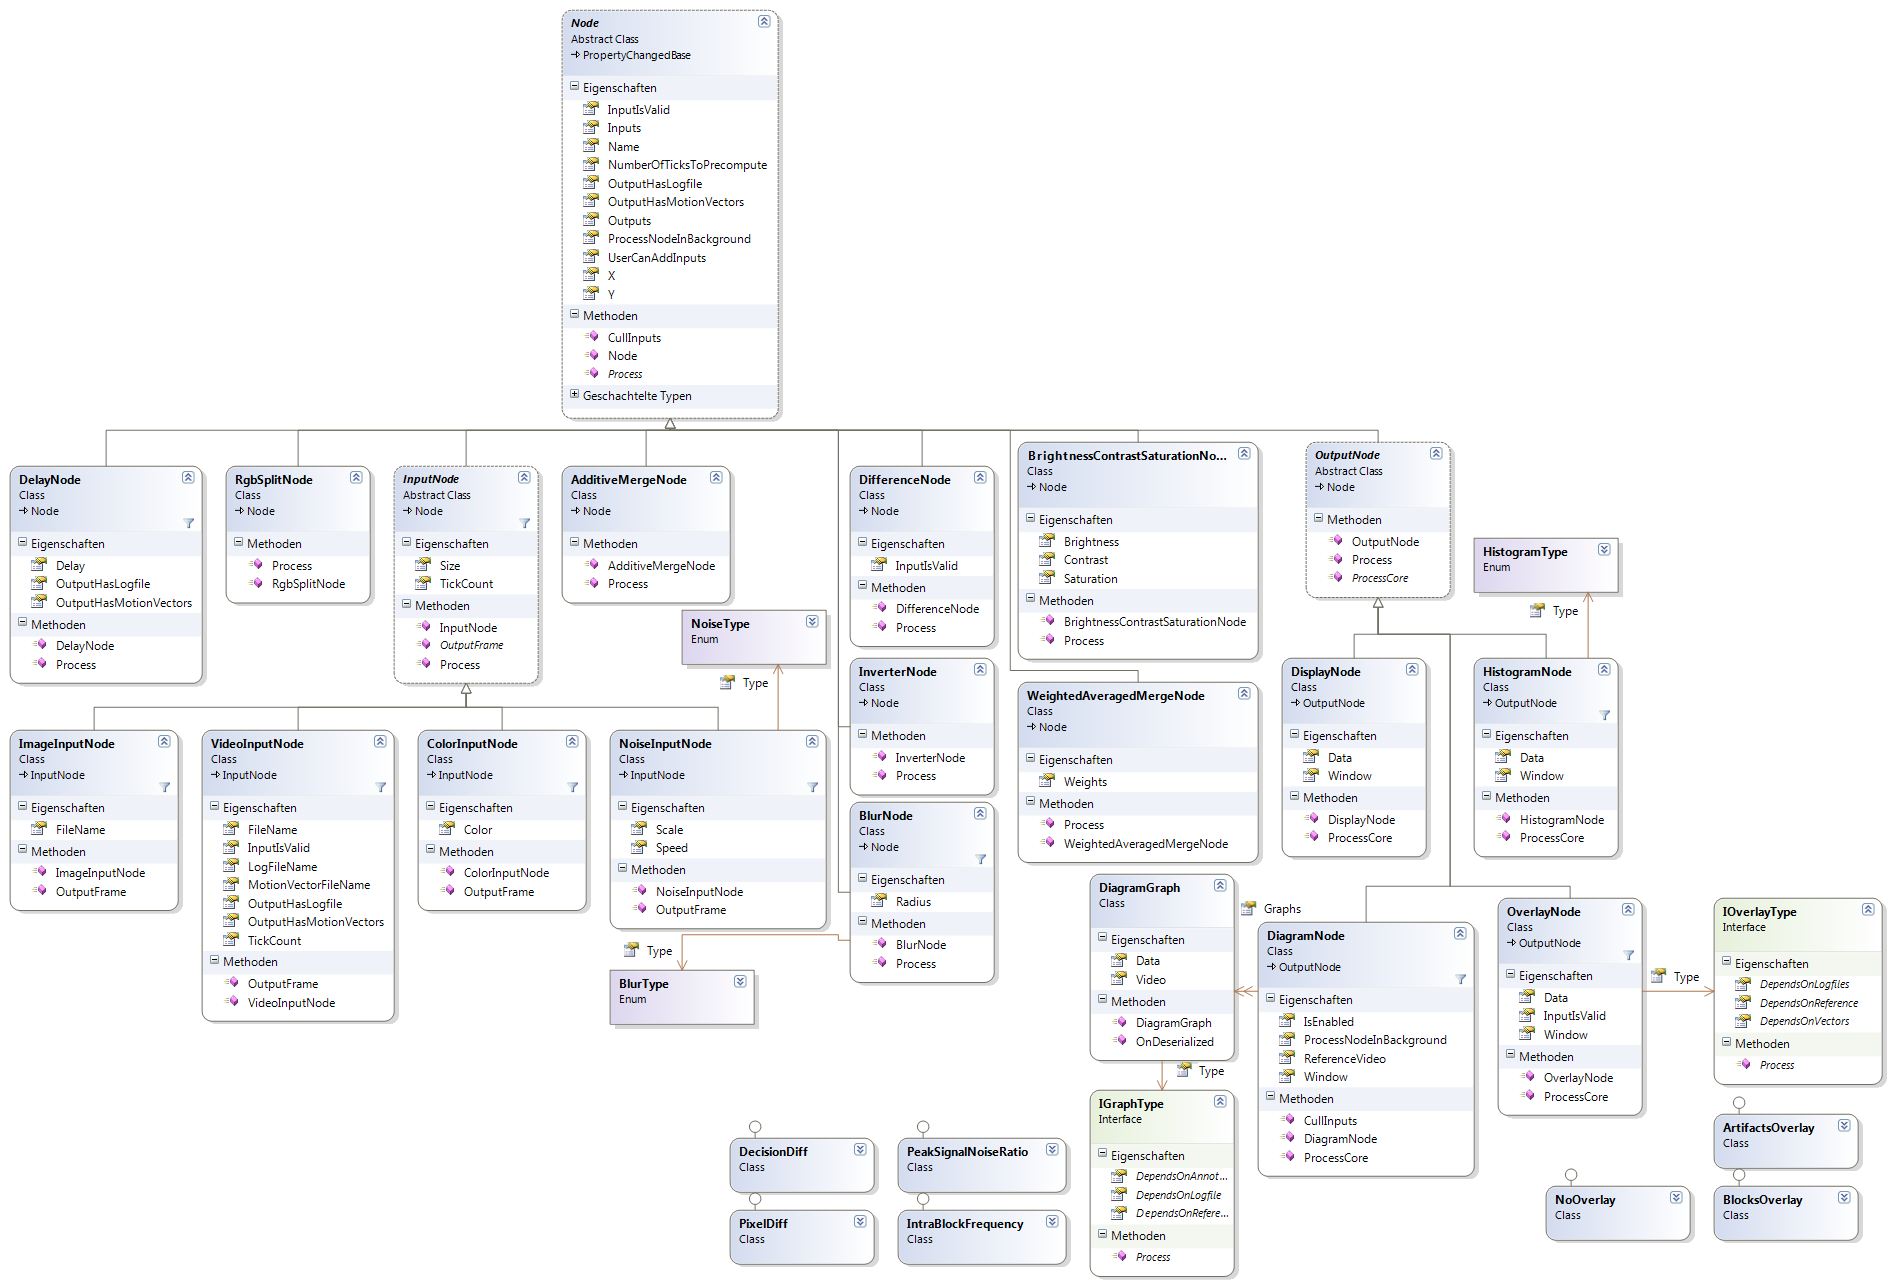 Node
Abstract Class
PropertyChangedBase
Eigenschaften
InputIsValid
Inputs
Name
NumberOfTicksToPrecompute
OutputHasLogfile
OutputHasMotionVectors
Outputs
ProcessNodeInBackground
UserCanAddInputs
X
Y
Methoden
CullInputs
Node
Process
Geschachtelte Typen
DelayNode
Class
Node
Eigenschaften
Delay
OutputHasLogfile
OutputHasMotionVectors
Methoden
DelayNode
Process
RgbSplitNode
Class
Node
Methoden
Process
RgbSplitNode
InputNode
Abstract Class
Node
Eigenschaften
Size
TickCount
Methoden
InputNode
OutputFrame
Process
AdditiveMergeNode
Class
Node
Methoden
AdditiveMergeNode
Process
NoiseType
Enum
Type
DifferenceNode
Class
Node
Eigenschaften
InputIsValid
Methoden
DifferenceNode
Process
InverterNode
Class
Node
Methoden
InverterNode
Process
BlurNode
Class
Node
Eigenschaften
Radius
Methoden
BlurNode
Process
BrightnessContrastSaturationNo...
Class
Node
Eigenschaften
Brightness
Contrast
Saturation
Methoden
BrightnessContrastSaturationNode
Process
WeightedAveragedMergeNode
Class
Node
Eigenschaften
Weights
Methoden
Process
WeightedAveragedMergeNode
OutputNode
Abstract Class
Node
Methoden
OutputNode
Process
ProcessCore
HistogramType
Enum
Type
DisplayNode
Class
OutputNode
Eigenschaften
Data
Window
Methoden
DisplayNode
ProcessCore
HistogramNode
Class
OutputNode
Eigenschaften
Data
Window
Methoden
HistogramNode
ProcessCore
ImageInputNode
Class
InputNode
Eigenschaften
FileName
Methoden
ImageInputNode
OutputFrame
VideoInputNode
Class
InputNode
Eigenschaften
FileName
InputIsValid
LogFileName
MotionVectorFileName
OutputHasLogfile
OutputHasMotionVectors
TickCount
Methoden
OutputFrame
VideoInputNode
ColorInputNode
Class
InputNode
Eigenschaften
Color
Methoden
ColorInputNode
OutputFrame
NoiseInputNode
Class
InputNode
Eigenschaften
Scale
Speed
Methoden
NoiseInputNode
OutputFrame
Type
BlurType
Enum
DiagramGraph
Class
Eigenschaften
Data
Video
Methoden
DiagramGraph
OnDeserialized
Graphs
Type
DiagramNode
Class
OutputNode
Eigenschaften
IsEnabled
ProcessNodeInBackground
ReferenceVideo
Window
Methoden
CullInputs
DiagramNode
ProcessCore
OverlayNode
Class
OutputNode
Eigenschaften
Data
InputIsValid
Window
Methoden
OverlayNode
ProcessCore
Type
IOverlayType
Interface
Eigenschaften
DependsOnLogfiles
DependsOnReference
DependsOnVectors
Methoden
Process
IGraphType
Interface
Eigenschaften
DependsOnAnnot...
DependsOnLogfile
DependsOnRefere...
Methoden
Process
DecisionDiff
Class
PeakSignalNoiseRatio
Class
PixelDiff
Class
IntraBlockFrequency
Class
ArtifactsOverlay
Class
NoOverlay
Class
BlocksOverlay
Class